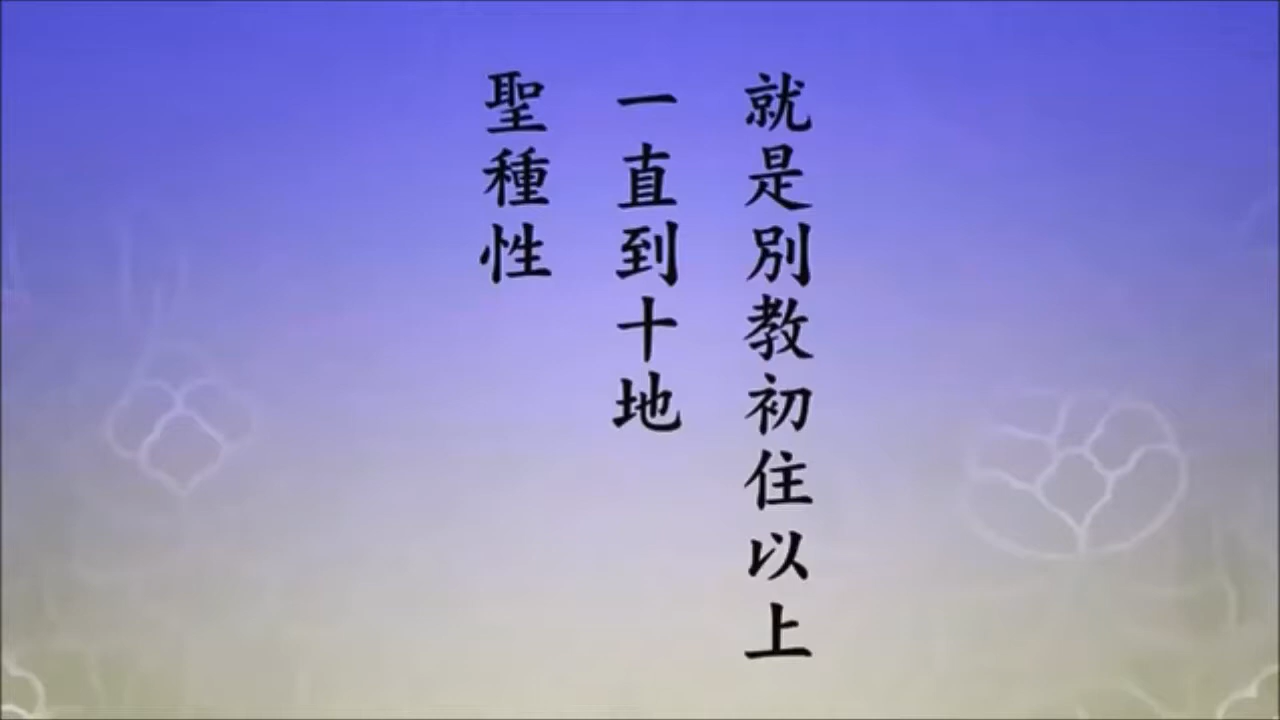 就是別教初住以上
一直到十地
聖種性